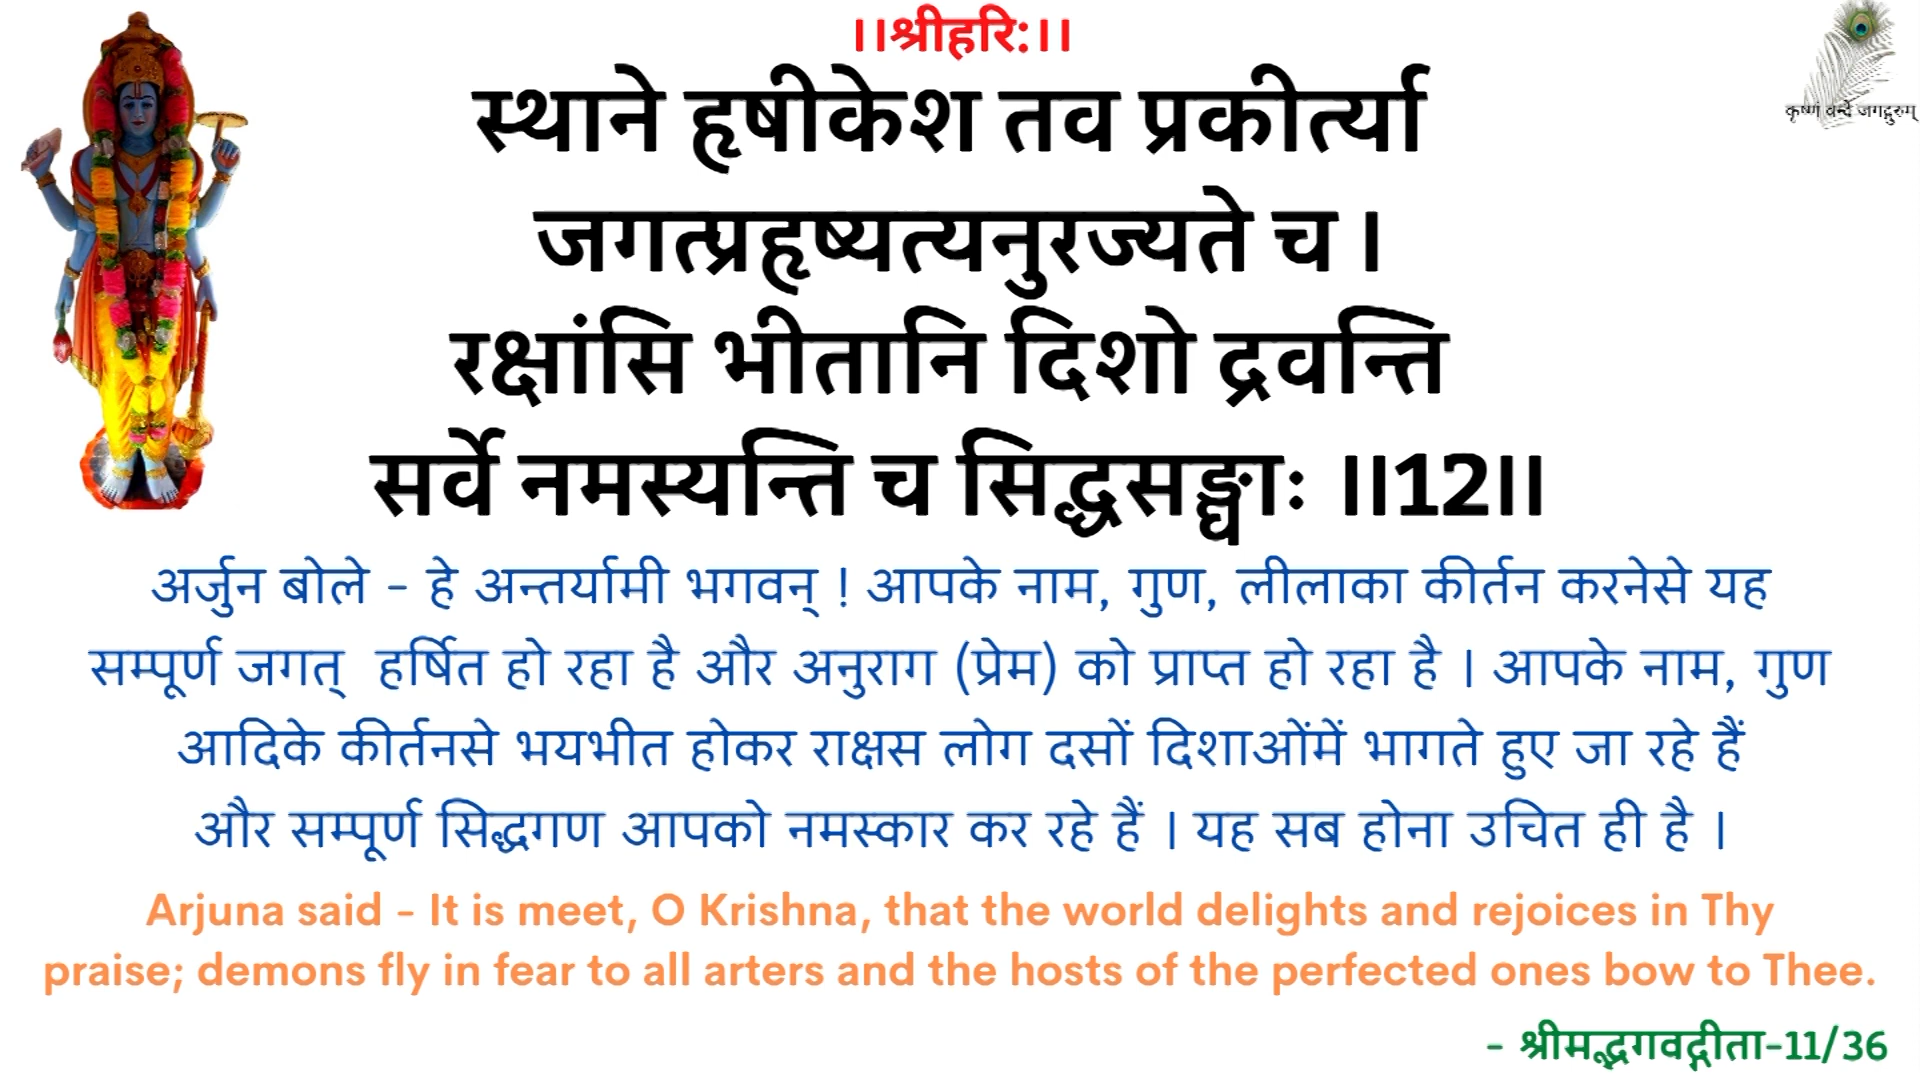 ।।श्रीहरि:।।
कृष्णं वन्दे जगद्गुरुम्
स्थाने हृषीकेश तव प्रकीर्त्या
जगत्प्रहृष्यत्यनुरज्यते च ।
रक्षांसि भीतानि दिशो द्रवन्ति
सर्वे नमस्यन्ति च सिद्धसङ्घाः ।।12।।
अर्जुन बोले - हे अन्तर्यामी भगवन् ! आपके नाम, गुण, लीलाका कीर्तन करनेसे यह
सम्पूर्ण जगत् हर्षित हो रहा है और अनुराग (प्रेम) को प्राप्त हो रहा है । आपके नाम, गुण
आदिके कीर्तनसे भयभीत होकर राक्षस लोग दसों दिशाओंमें भागते हुए जा रहे हैं
और सम्पूर्ण सिद्धगण आपको नमस्कार कर रहे हैं । यह सब होना उचित ही है ।
Arjuna said - It is meet, O Krishna, that the world delights and rejoices in Thy
praise; demons fly in fear to all arters and the hosts of the perfected ones bow to Thee.
- श्रीमद्भगवद्गीता-11/36